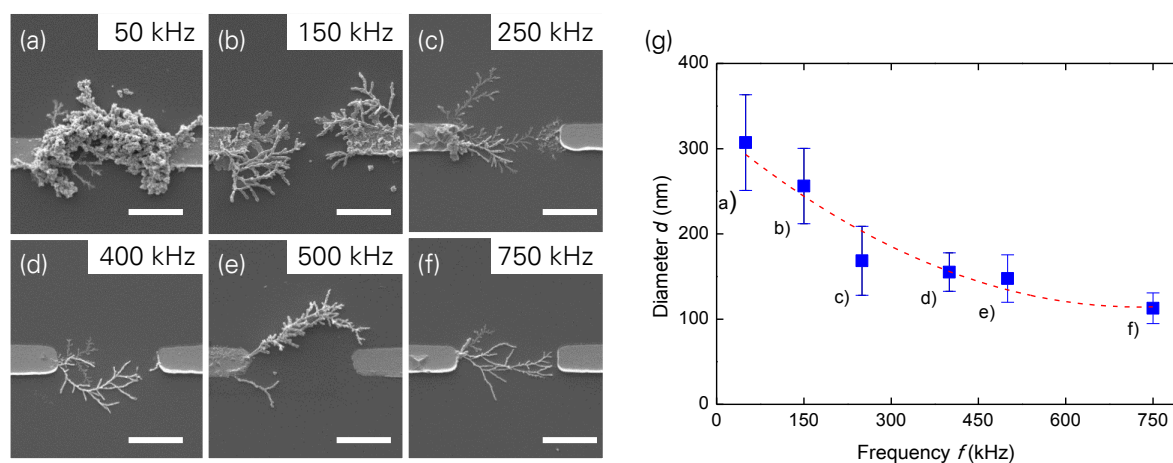 (a) 50 kHz
(b) 150 kHz
(c) 250 kHz
(d) 400 kHz
(e) 500 kHz
(f) 750 kHz
(g)
400
300
200
100
0
Diameter d (nm)
a)
b)
c)
d)
e)
f)
0 150 300 450 600 750
Frequency f (kHz)